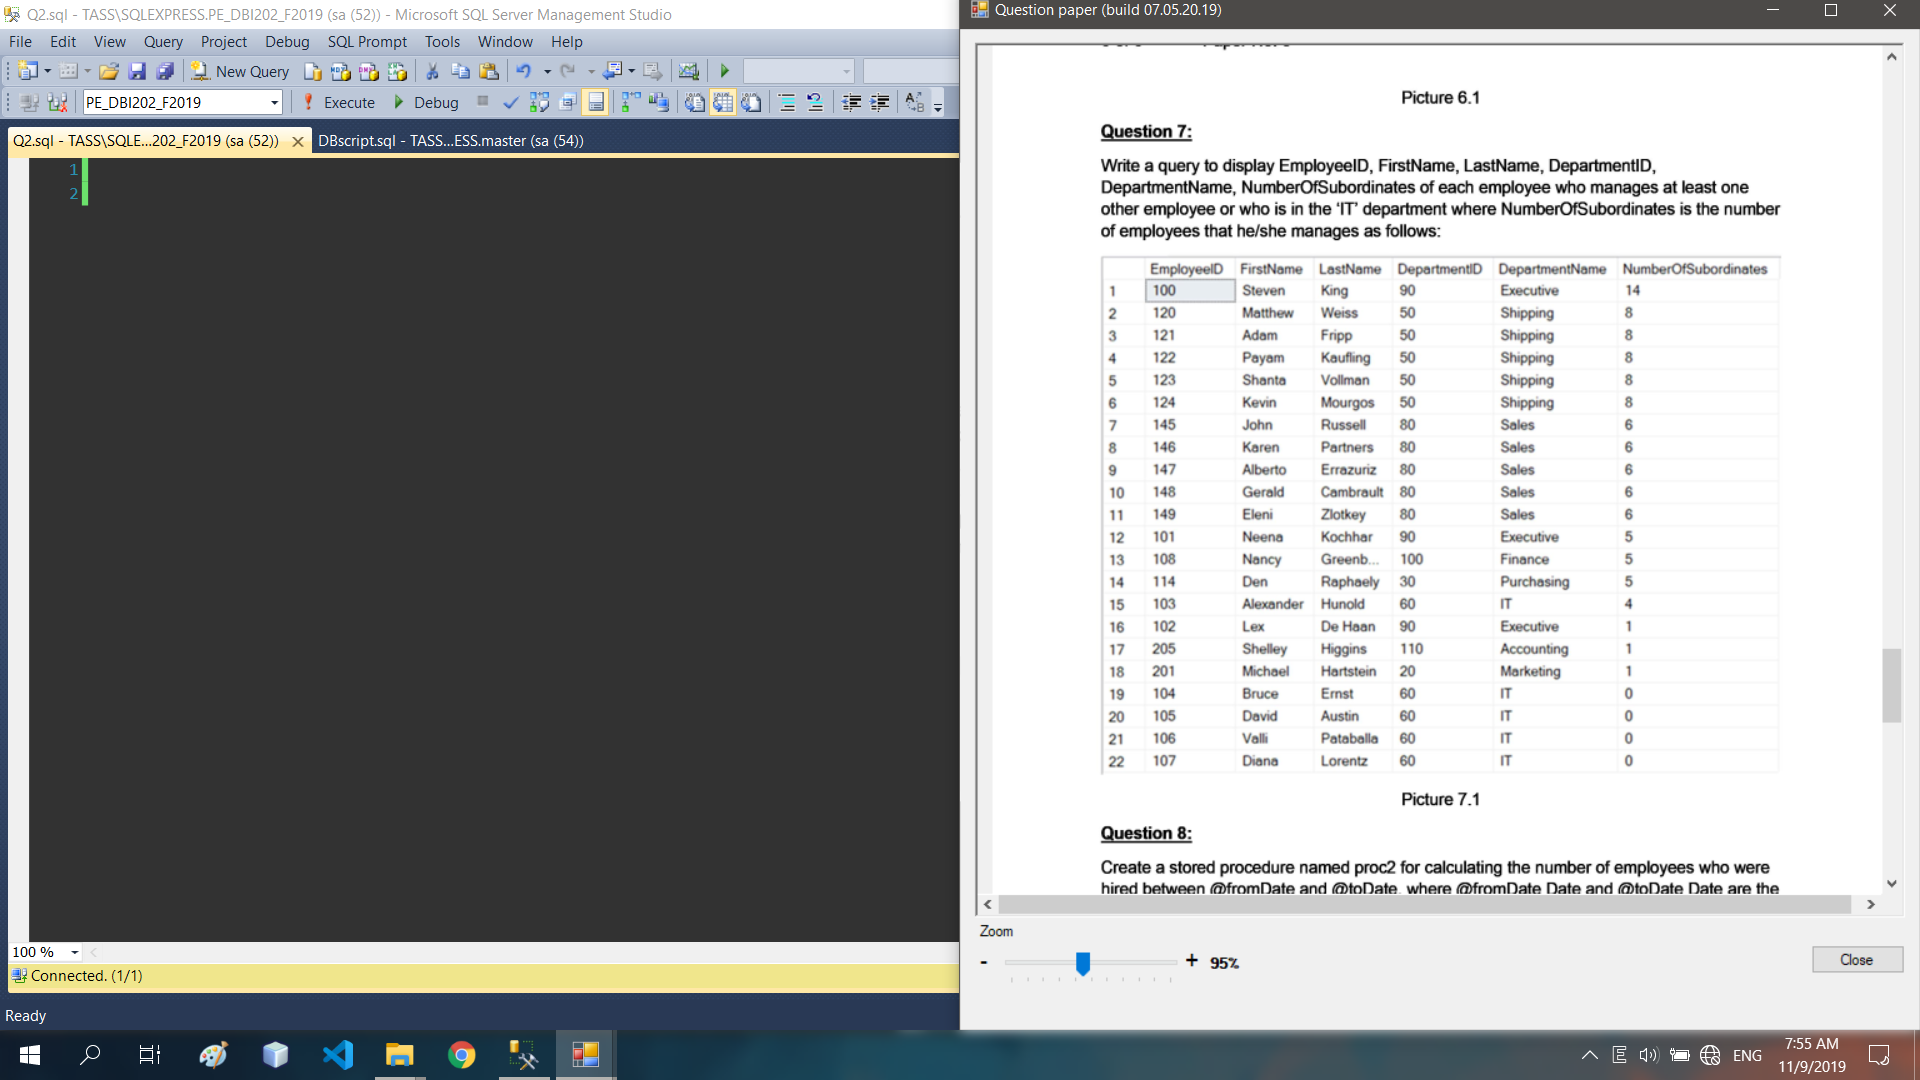 Q2.sql - TASS\SQLEXPRESS.PE_DBI202_F2019 (sa (52)) - Microsoft SQL Server Management Studio
File Edit View Query Project Debug SQL Prompt Tools Window Help
New Query
PE_DBI202_F2019 Execute Debug
Q2.sql - TASS\SQLE...202_F2019 (sa (52)) DBscript.sql - TASS...ESS.master (sa (54))
1
2
100 %
Connected. (1/1)
Ready
Question paper (build 07.05.20.19)
Picture 6.1
Question 7:
Write a query to display EmployeeID, FirstName, LastName, DepartmentID,
DepartmentName, NumberOfSubordinates of each employee who manages at least one
other employee or who is in the ‘IT’ department where NumberOfSubordinates is the number
of employees that he/she manages as follows:
EmployeeID FirstName LastName DepartmentID DepartmentName NumberOfSubordinates
1 100 Steven King 90 Executive 14
2 120 Matthew Weiss 50 Shipping 8
3 121 Adam Fripp 50 Shipping 8
4 122 Payam Kaufling 50 Shipping 8
5 123 Shanta Vollman 50 Shipping 8
6 124 Kevin Mourgos 50 Shipping 8
7 145 John Russell 80 Sales 6
8 146 Karen Partners 80 Sales 6
9 147 Alberto Errazuriz 80 Sales 6
10 148 Gerald Cambrault 80 Sales 6
11 149 Eleni Zlotkey 80 Sales 6
12 101 Neena Kochhar 90 Executive 5
13 108 Nancy Greenb... 100 Finance 5
14 114 Den Raphaely 30 Purchasing 5
15 103 Alexander Hunold 60 IT 4
16 102 Lex De Haan 90 Executive 1
17 205 Shelley Higgins 110 Accounting 1
18 201 Michael Hartstein 20 Marketing 1
19 104 Bruce Ernst 60 IT 0
20 105 David Austin 60 IT 0
21 106 Valli Pataballa 60 IT 0
22 107 Diana Lorentz 60 IT 0
Picture 7.1
Question 8:
Create a stored procedure named proc2 for calculating the number of employees who were
hired between @fromDate and @toDate, where @fromDate Date and @toDate Date are the
Zoom
- + 95%
Close
ENG
7:55 AM
11/9/2019